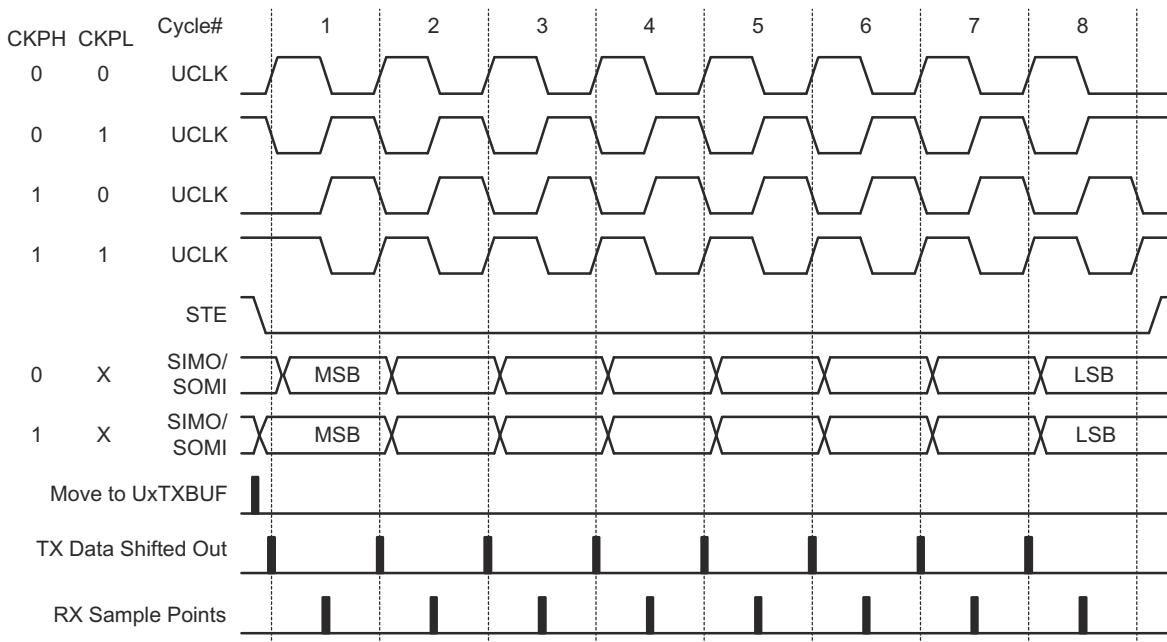 Cycle# 1 2 3 4 5 6 7 8
CKPH CKPL
0 0 UCLK
0 1 UCLK
1 0 UCLK
1 1 UCLK
STE
0 X SIMO/
SOMI MSB LSB
1 X SIMO/
SOMI MSB LSB
Move to UxTXBUF
TX Data Shifted Out
RX Sample Points